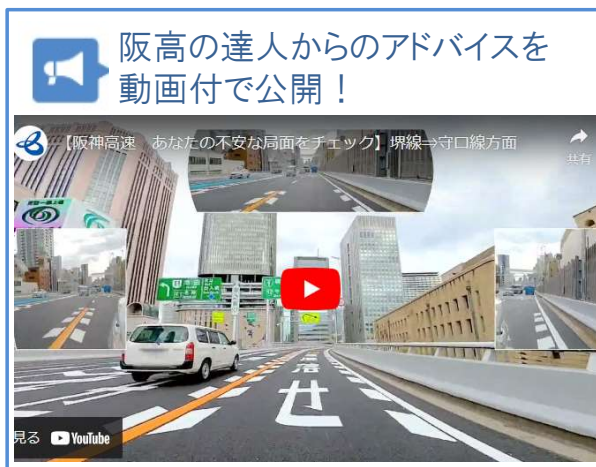 阪高の達人からのアドバイスを
動画付で公開！
【阪神高速　あなたの不安な局面をチェック】堺線⇒守口線方面
共有
落
せ
見る YouTube